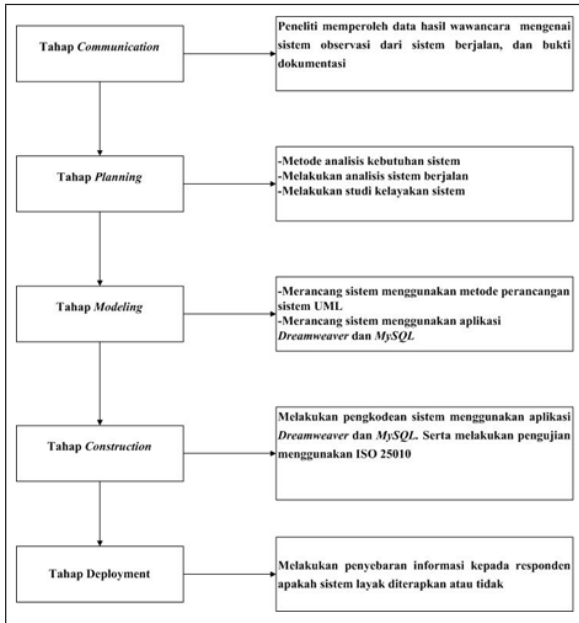 Tahap Communication
Peneliti memperoleh data hasil wawancara mengenai
sistem observasi dari sistem berjalan, dan bukti
dokumentasi
Tahap Planning
-Metode analisis kebutuhan sistem
-Melakukan analisis sistem berjalan
-Melakukan studi kelayakan sistem
Tahap Modeling
-Merancang sistem menggunakan metode perancangan
sistem UML
-Merancang sistem menggunakan aplikasi
Dreamweaver dan MySQL
Tahap Construction
Melakukan pengkodean sistem menggunakan aplikasi
Dreamweaver dan MySQL. Serta melakukan pengujian
menggunakan ISO 25010
Tahap Deployment
Melakukan penyebaran informasi kepada responden
apakah sistem layak diterapkan atau tidak